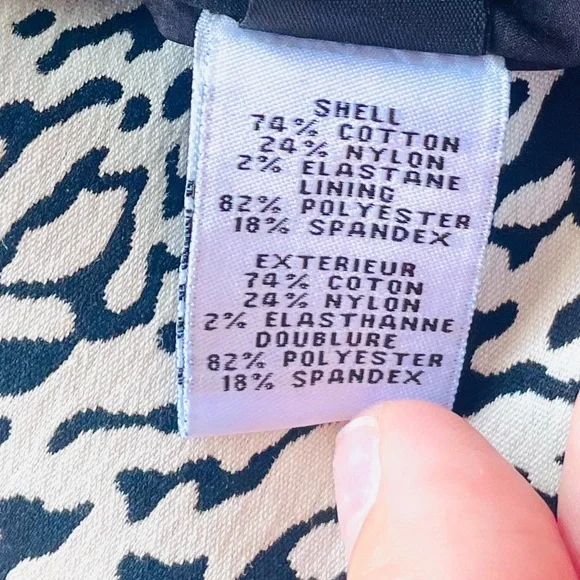 SHELL
74% COTTON
24% NYLON
2% ELASTANE
LINING
82% POLYESTER
18% SPANDEX
EXTERIEUR
74% COTON
24% NYLON
2% ELASTHANNE
DOUBLURE
82% POLYESTER
18% SPANDEX